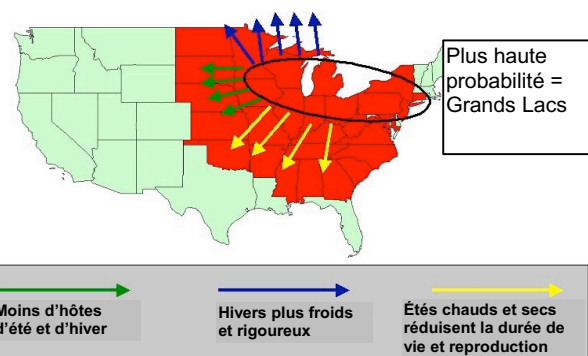 Plus haute
probabilité =
Grands Lacs
Moins d'hôtes
d'été et d'hiver
Hivers plus froids
et rigoureux
Étés chauds et secs
réduisent la durée de
vie et reproduction